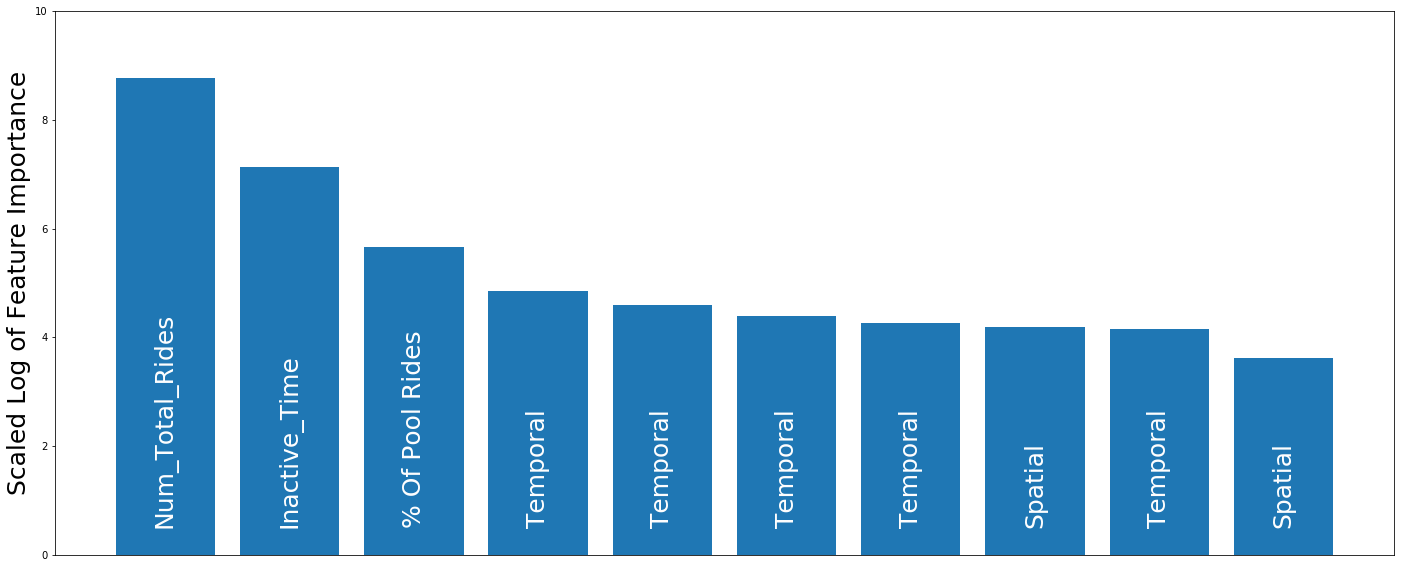 Scaled Log of Feature Importance
10
8
6
4
2
0
Num_Total_Rides
Inactive_Time
% Of Pool Rides
Temporal
Temporal
Temporal
Temporal
Spatial
Temporal
Spatial